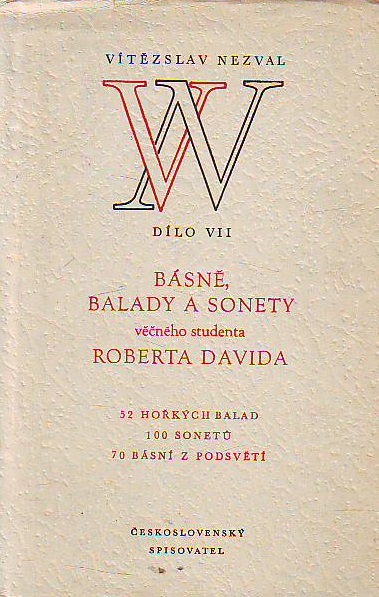 VÍTĚZSLAV NEZVAL
VN
DÍLO VII
BÁSNĚ,
BALADY A SONETY
věčného studenta
ROBERTA DAVIDA
52 HOŘKÝCH BALAD
100 SONETŮ
70 BÁSNÍ Z PODSVĚTÍ
ČESKOSLOVENSKÝ
SPISOVATEL